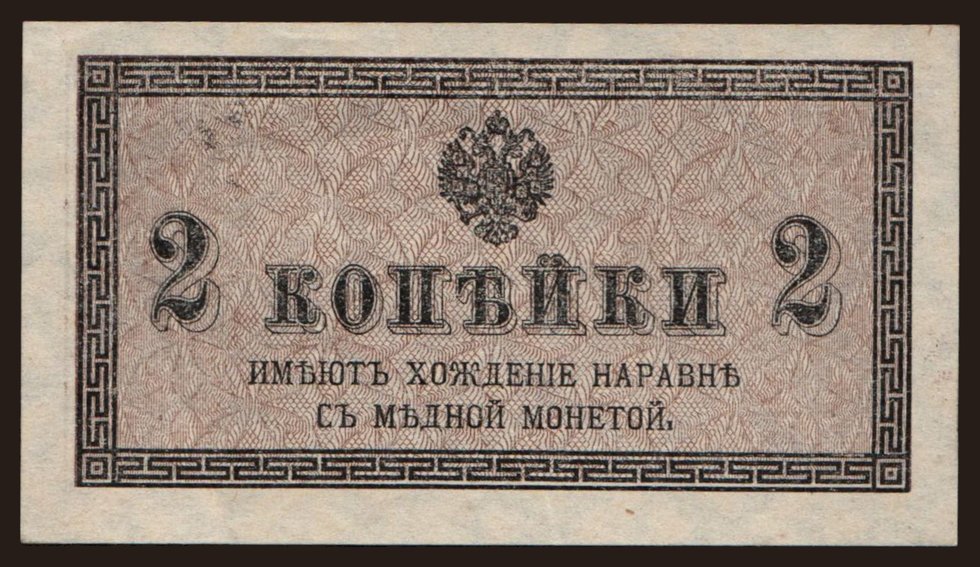 2 КОПѢЙКИ 2
ИМѢЮТЪ ХОЖДЕНІЕ НАРАВНѢ
СЪ МѢДНОЙ МОНЕТОЙ.